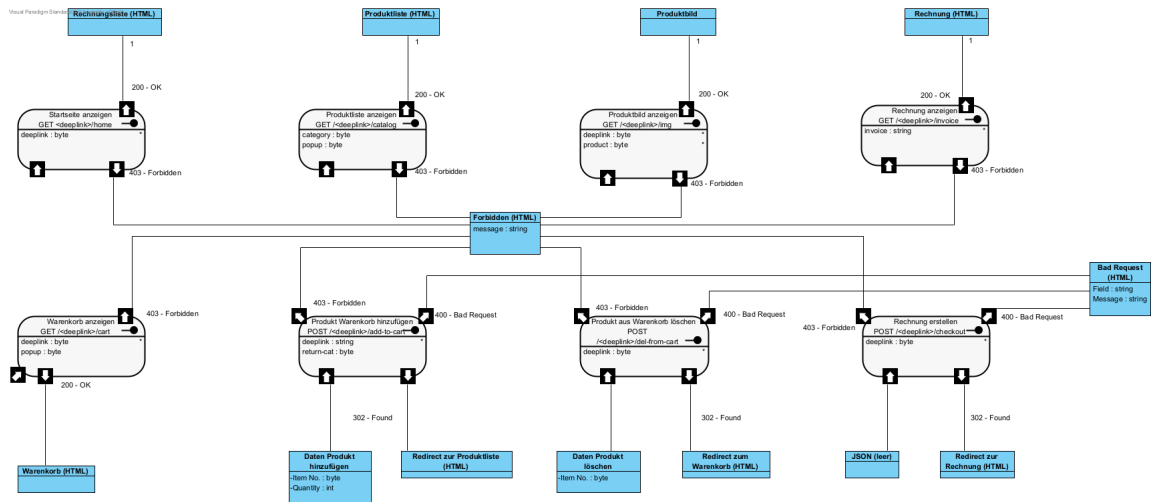 Visual Paradigm Standar
Rechnungsliste (HTML)
Produktliste (HTML)
Produktbild
Rechnung (HTML)
1
1
1
1
200 - OK
200 - OK
200 - OK
200 - OK
Startseite anzeigen
GET <deeplink>/home
deeplink : byte
*
Produktliste anzeigen
GET /<deeplink>/catalog
category : byte
*
popup : byte
Produktbild anzeigen
GET /<deeplink>/img
deeplink : byte
*
product : byte
*
Rechnung anzeigen
GET /<deeplink>/invoice
invoice : string
*
403 - Forbidden
403 - Forbidden
403 - Forbidden
403 - Forbidden
Forbidden (HTML)
message : string
Bad Request
(HTML)
Field : string
Message : string
403 - Forbidden
403 - Forbidden
403 - Forbidden
403 - Forbidden
400 - Bad Request
400 - Bad Request
400 - Bad Request
Warenkorb anzeigen
GET /<deeplink>/cart
deeplink : byte
*
popup : byte
Produkt Warenkorb hinzufügen
POST /<deeplink>/add-to-cart
deeplink : string
*
return-cat : byte
Produkt aus Warenkorb löschen
POST
/<deeplink>/del-from-cart
deeplink : byte
*
Rechnung erstellen
POST /<deeplink>/checkout
deeplink : byte
*
200 - OK
302 - Found
302 - Found
302 - Found
Warenkorb (HTML)
Daten Produkt
hinzufügen
-Item No. : byte
-Quantity : int
Redirect zur Produktliste
(HTML)
Daten Produkt
löschen
-Item No. : byte
Redirect zum
Warenkorb (HTML)
JSON (leer)
Redirect zur
Rechnung (HTML)